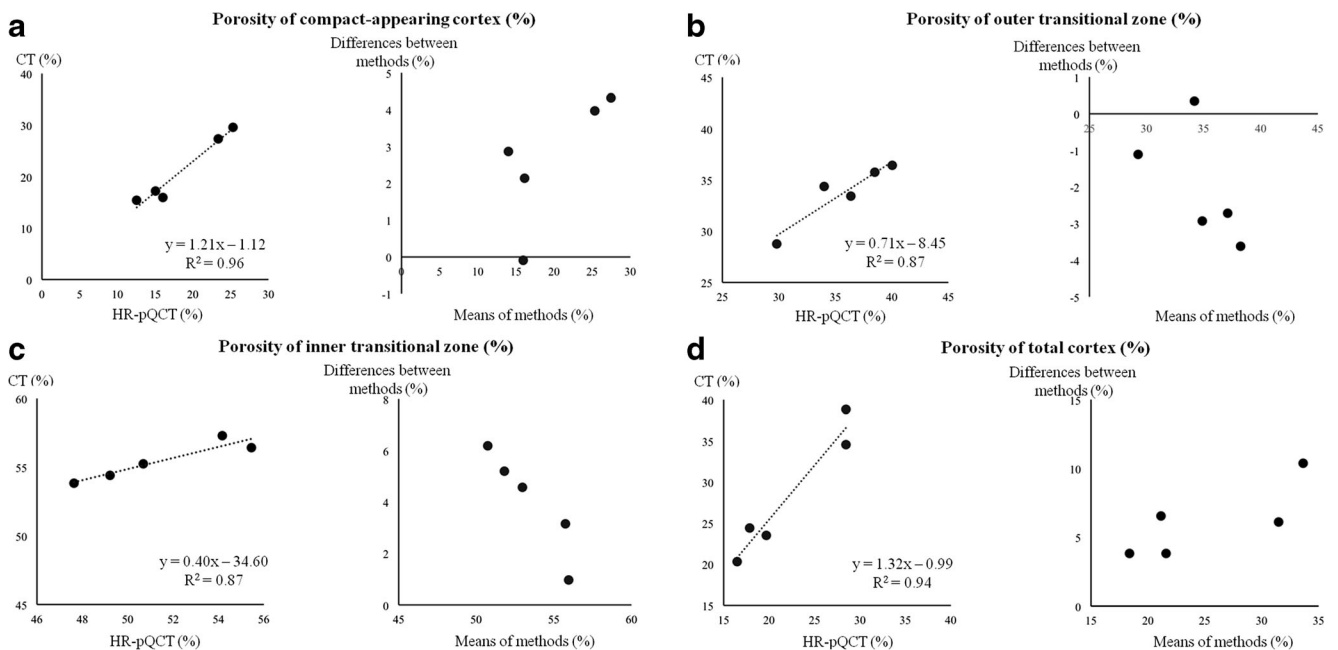 a
Porosity of compact-appearing cortex (%)
CT (%)
40
30
20
10
0
0 5 10 15 20 25 30
y = 1.21x – 1.12
R² = 0.96
HR-pQCT (%)
Differences between
methods (%)
5
4
3
2
1
0
-1
0 5 10 15 20 25 30
Means of methods (%)
b
Porosity of outer transitional zone (%)
CT (%)
45
40
35
30
25
25 30 35 40 45
y = 0.71x – 8.45
R² = 0.87
HR-pQCT (%)
Differences between
methods (%)
1
0
-1
-2
-3
-4
-5
25 30 35 40 45
Means of methods (%)
c
Porosity of inner transitional zone (%)
CT (%)
60
55
50
45
46 48 50 52 54 56
y = 0.40x – 34.60
R² = 0.87
HR-pQCT (%)
Differences between
methods (%)
8
6
4
2
0
45 50 55 60
Means of methods (%)
d
Porosity of total cortex (%)
CT (%)
40
35
30
25
20
15
15 20 25 30 35 40
y = 1.32x – 0.99
R² = 0.94
HR-pQCT (%)
Differences between
methods (%)
15
10
5
0
15 20 25 30 35
Means of methods (%)